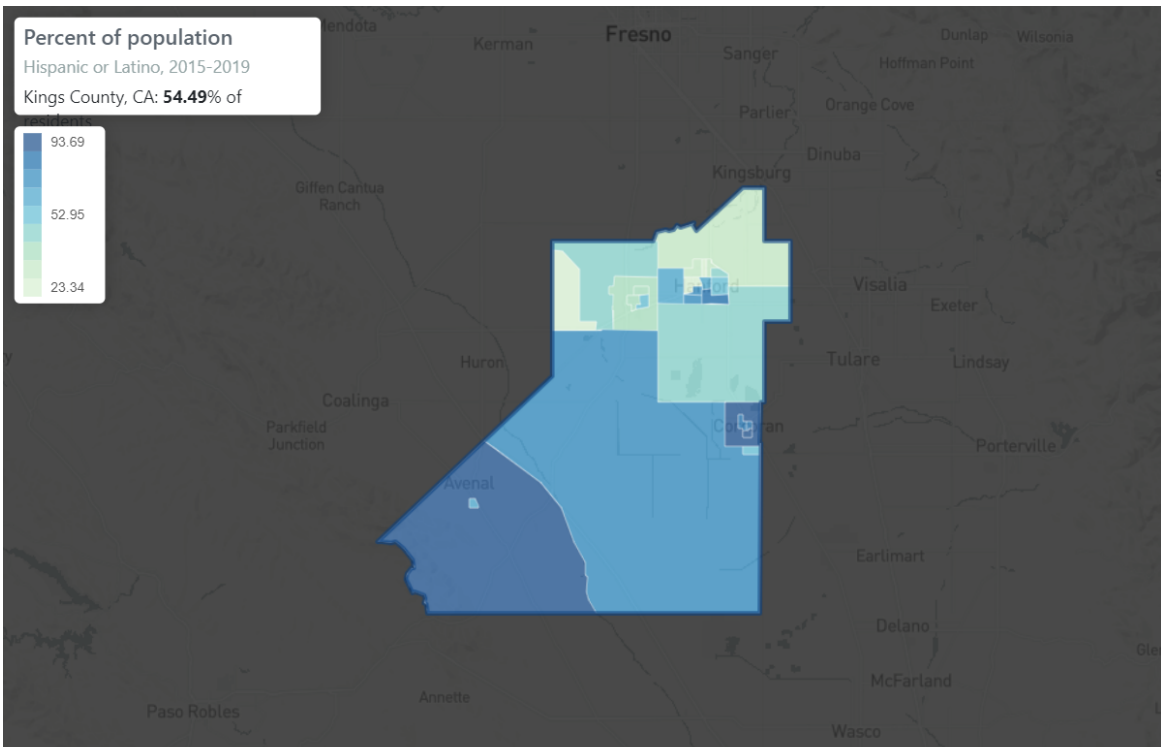 Percent of population
Hispanic or Latino, 2015-2019
Kings County, CA: 54.49% of
residents
93.69
52.95
23.34
Mendota
Kerman
Fresno
Sanger
Dunlap
Wilsonia
Hoffman Point
Parlier
Orange Cove
Dinuba
Kingsburg
Giffen Cantua
Ranch
Visalia
Exeter
Huron
Tulare
Lindsay
Coalinga
Parkfield
Junction
Porterville
Avenal
Earlimart
Delano
McFarland
Annette
Paso Robles
Wasco